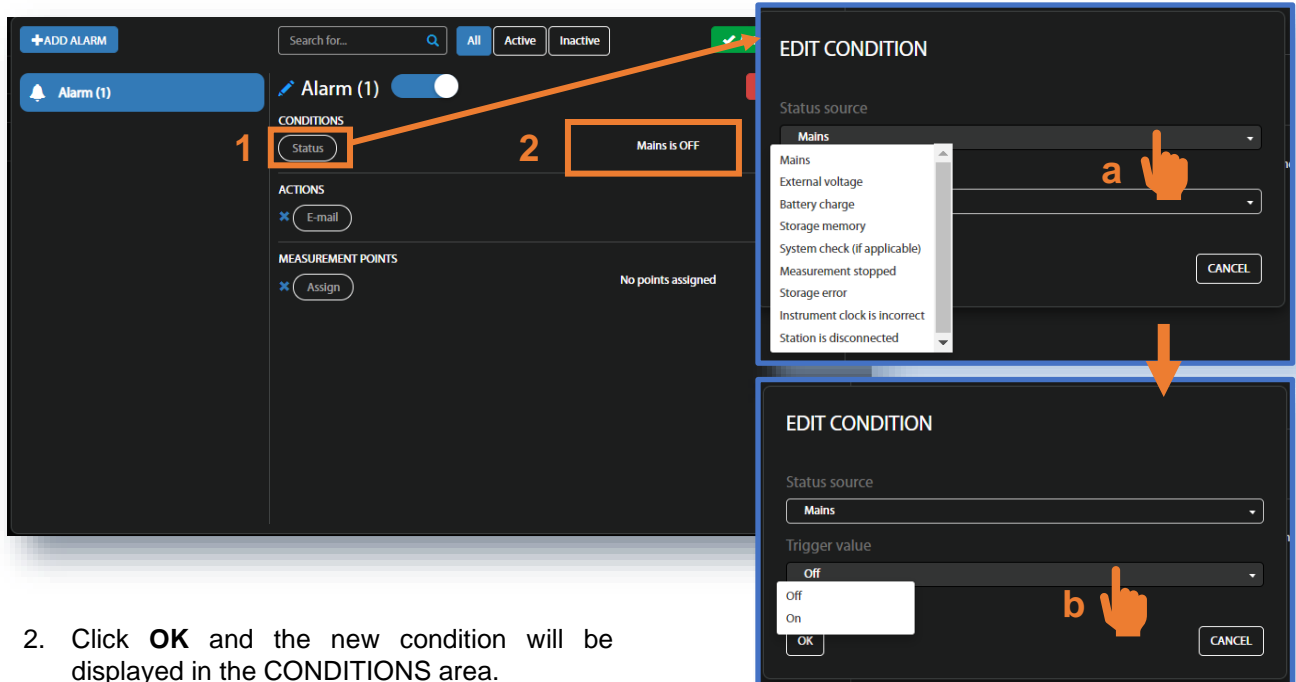 +ADD ALARM
Search for...
All
Active
Inactive
Alarm (1)
Alarm (1)
CONDITIONS
1
Status
2
Mains is OFF
ACTIONS
E-mail
MEASUREMENT POINTS
Assign
No points assigned
EDIT CONDITION
Status source
Mains
a
Mains
External voltage
Battery charge
Storage memory
System check (if applicable)
Measurement stopped
Storage error
Instrument clock is incorrect
Station is disconnected
CANCEL
EDIT CONDITION
Status source
Mains
Trigger value
Off
b
Off
On
OK
CANCEL
2. Click OK and the new condition will be
displayed in the CONDITIONS area.